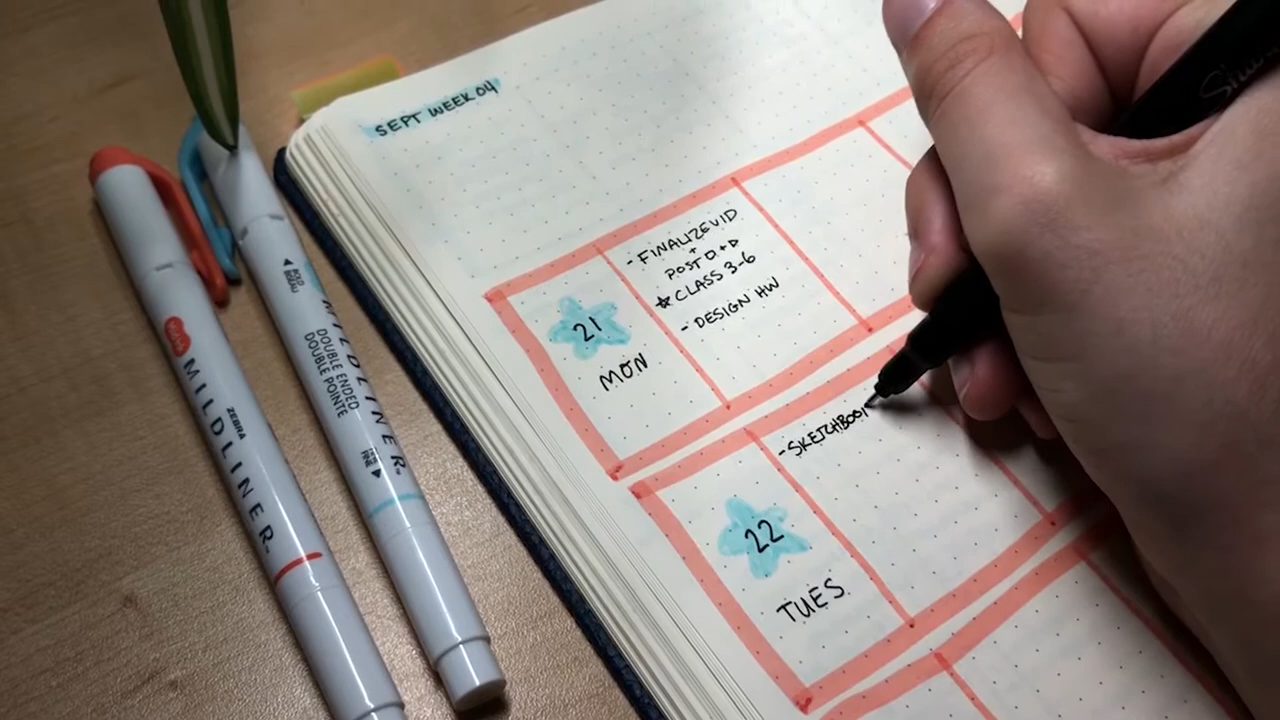 SEPT WEEK 04
21
MON
- FINALIZE VID
+
POST D+D
★ CLASS 3-6
- DESIGN HW
22
TUES
- SKETCHBOO
MILDLINER
ZEBRA
MILDLINER
DOUBLE ENDED
DOUBLE POINTE